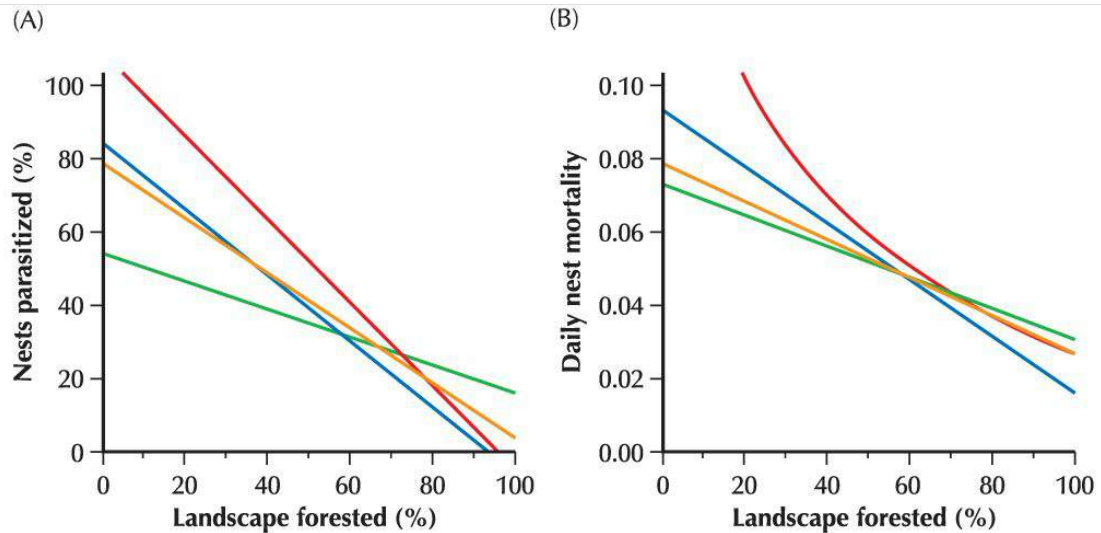 (A)
Nests parasitized (%)
100
80
60
40
20
0
0 20 40 60 80 100
Landscape forested (%)
(B)
Daily nest mortality
0.10
0.08
0.06
0.04
0.02
0.00
0 20 40 60 80 100
Landscape forested (%)